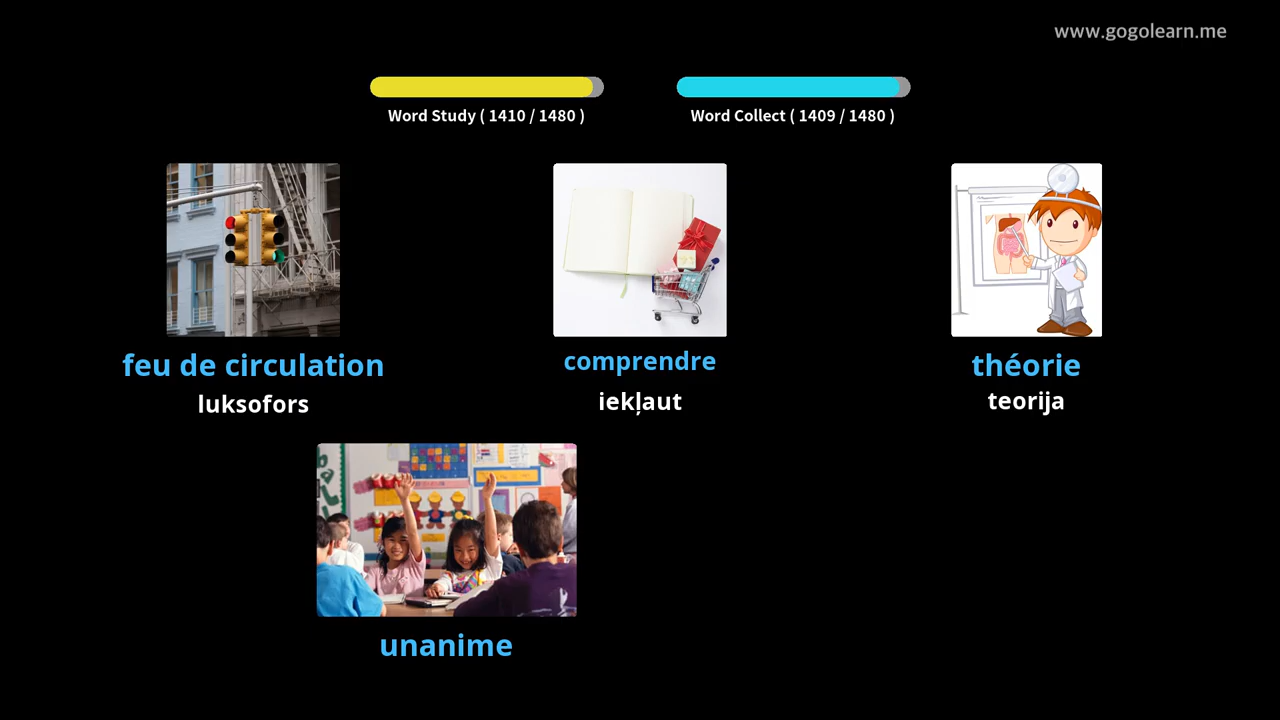 www.gogolearn.me
Word Study ( 1410 / 1480 )
Word Collect ( 1409 / 1480 )
feu de circulation
luksofors
comprendre
iekļaut
théorie
teorija
unanime